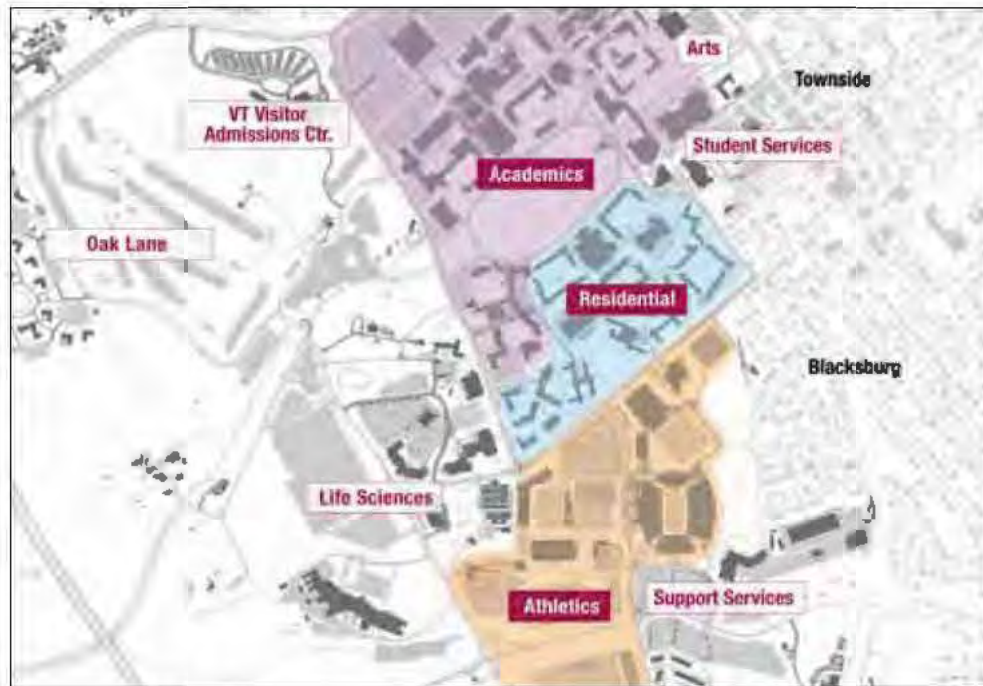 Arts
Townside
VT Visitor
Admissions Ctr.
Student Services
Academics
Oak Lane
Residential
Blacksburg
Life Sciences
Athletics
Support Services